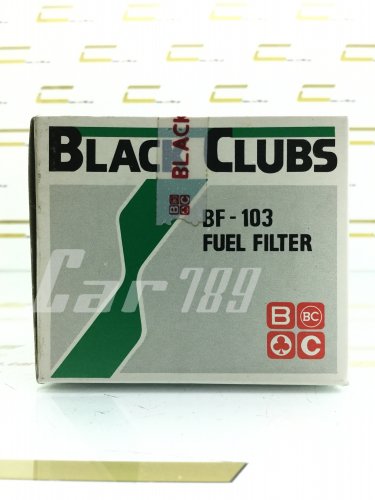 BLACK
BLACK CLUBS
BF - 103
FUEL FILTER
B C
B BC
C
Car 789